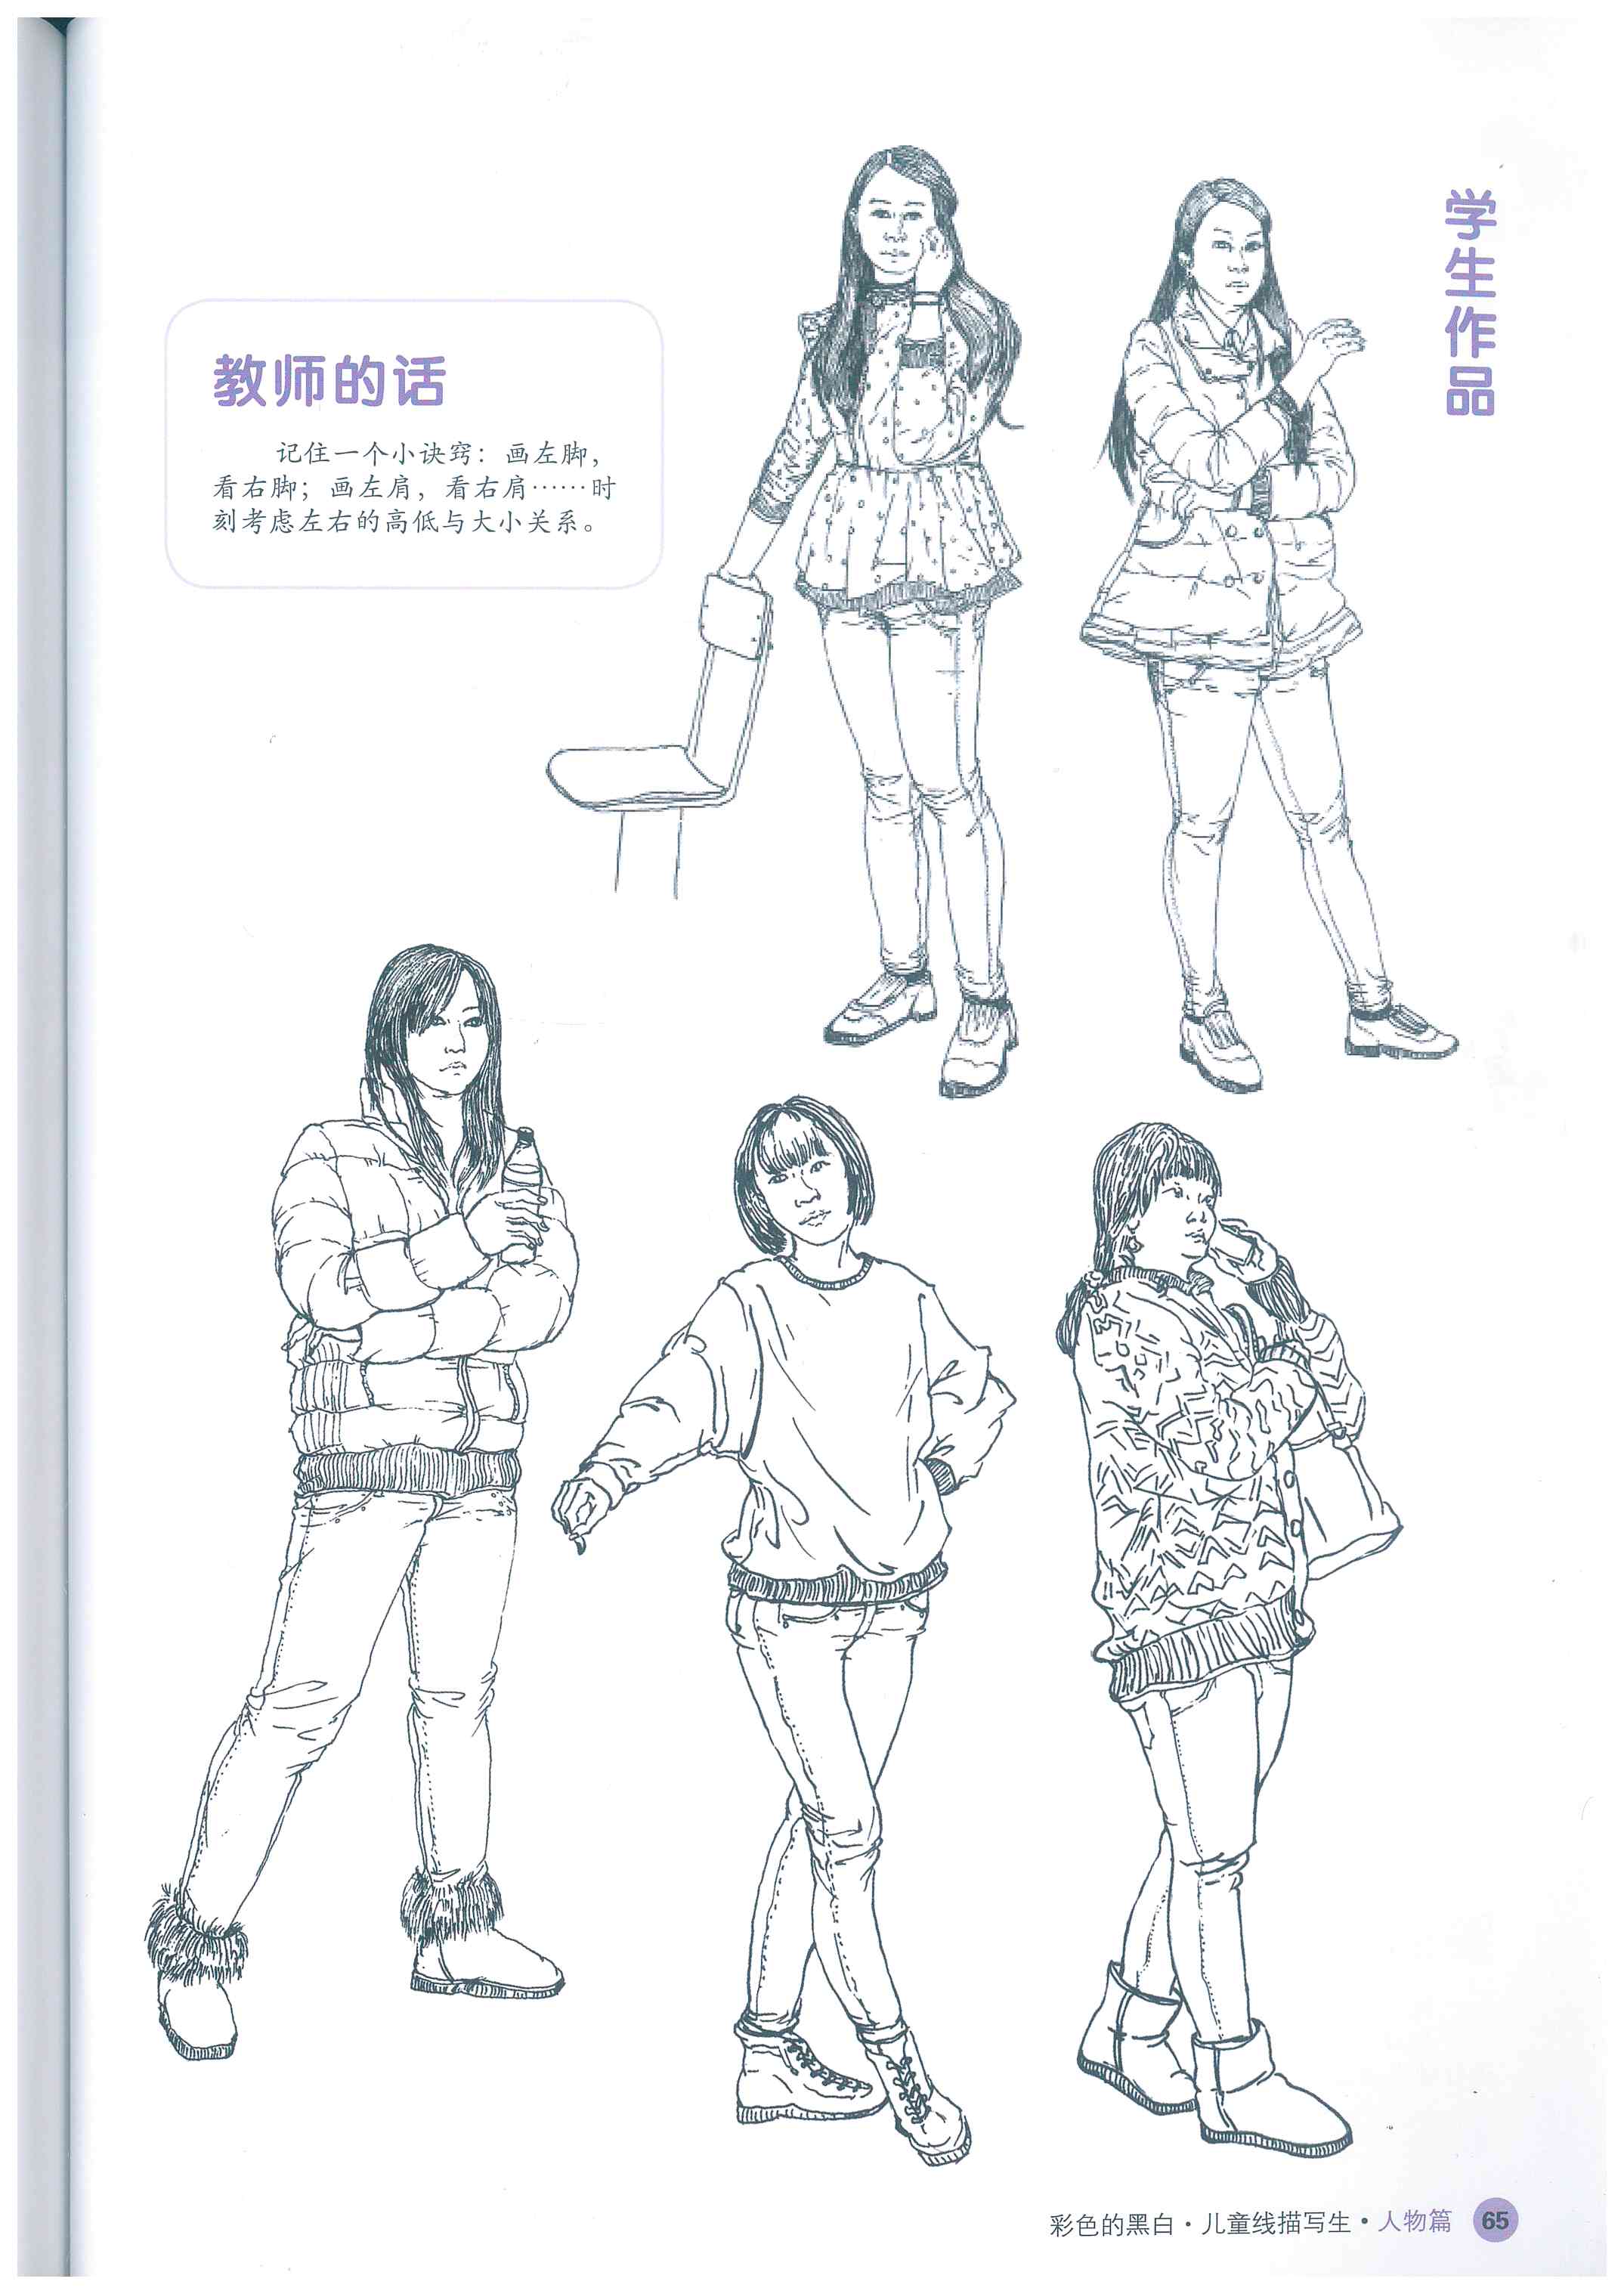 学生作品
教师的话
记住一个小诀窍：画左脚，
看右脚；画左肩，看右肩……时
刻考虑左右的高低与大小关系。
彩色的黑白·儿童线描写生·人物篇 65